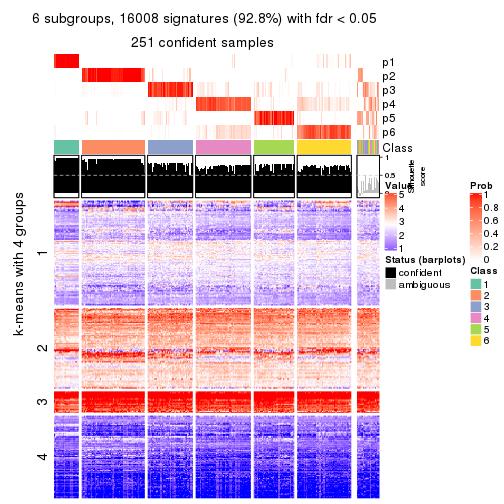 6 subgroups, 16008 signatures (92.8%) with fdr < 0.05
251 confident samples
p1
p2
p3
p4
p5
p6
Class
1
0.5
0
Silhouette
score
k-means with 4 groups
1
2
3
4
Value
5
4
3
2
1
Status (barplots)
confident
ambiguous
Prob
1
0.8
0.6
0.4
0.2
0
Class
1
2
3
4
5
6